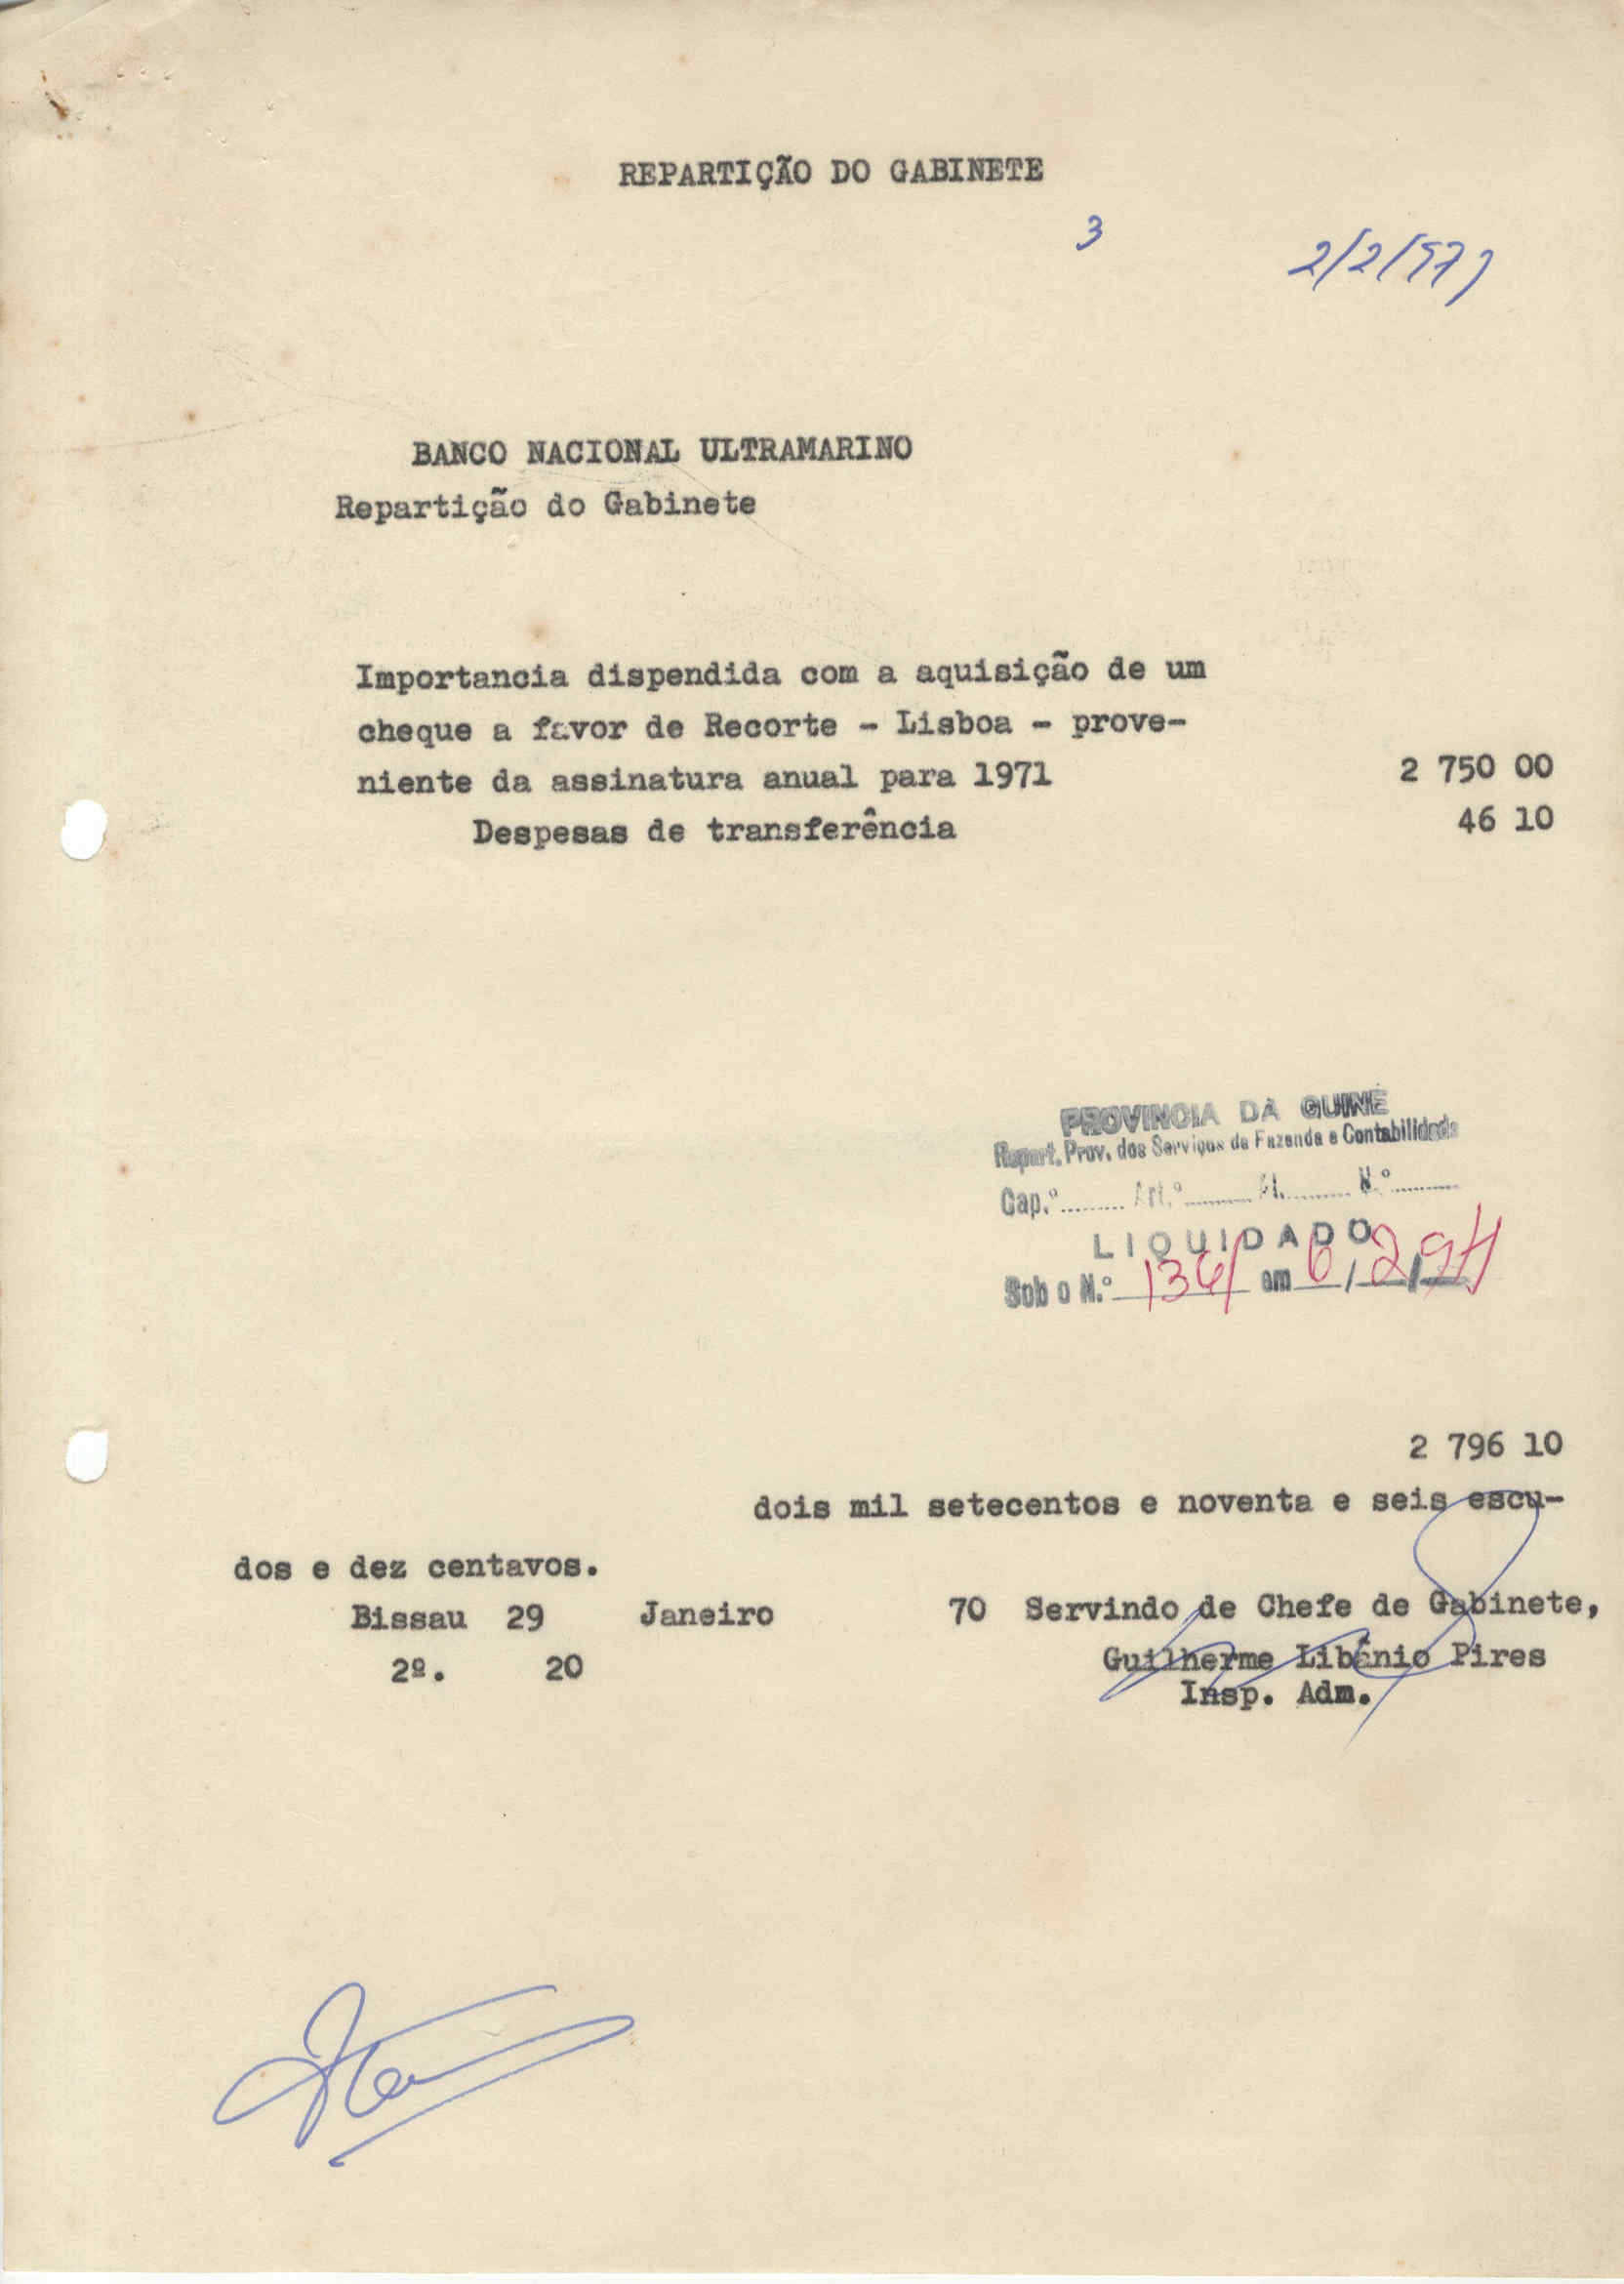 REPARTIÇÃO DO GABINETE
3
2/2/971
BANCO NACIONAL ULTRAMARINO
Repartição do Gabinete
Importancia dispendida com a aquisição de um
cheque a favor de Recorte - Lisboa - prove-
niente da assinatura anual para 1971 2 750 00
Despesas de transferência 46 10
PROVINCIA DA GUINÉ
Repart. Prov. dos Serviços de Fazenda e Contabilidade
Cap.º ......... Art.º ......... Al. ......... N.º .........
LIQUIDADO
Sob o N.º 136/ em 6/2/971
2 796 10
dois mil setecentos e noventa e seis escu-
dos e dez centavos.
Bissau 29 Janeiro 70 Servindo de Chefe de Gabinete,
2º. 20 Guilherme Libânio Pires
Insp. Adm.